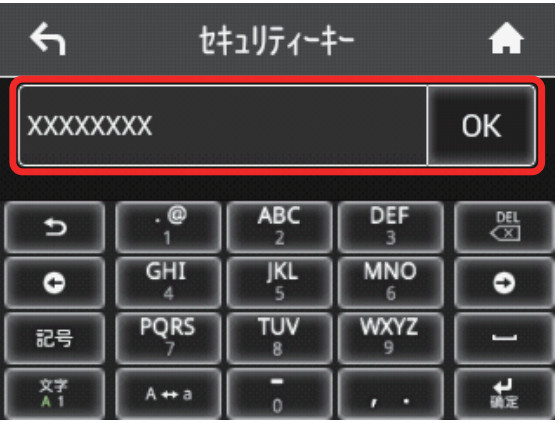 セキュリティーキー
XXXXXXXX OK
. @ ABC DEF DEL
1 2 3
GHI JKL MNO
4 5 6
記号 PQRS TUV WXYZ
7 8 9
文字 A ↔ a - , . 確定
A 1 0